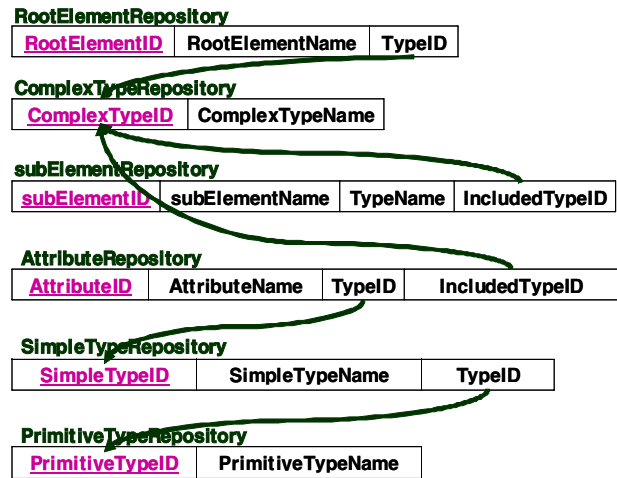 RootElementRepository
RootElementID RootElementName TypeID
ComplexTypeRepository
ComplexTypeID ComplexTypeName
subElementRepository
subElementID subElementName TypeName IncludedTypeID
AttributeRepository
AttributeID AttributeName TypeID IncludedTypeID
SimpleTypeRepository
SimpleTypeID SimpleTypeName TypeID
PrimitiveTypeRepository
PrimitiveTypeID PrimitiveTypeName